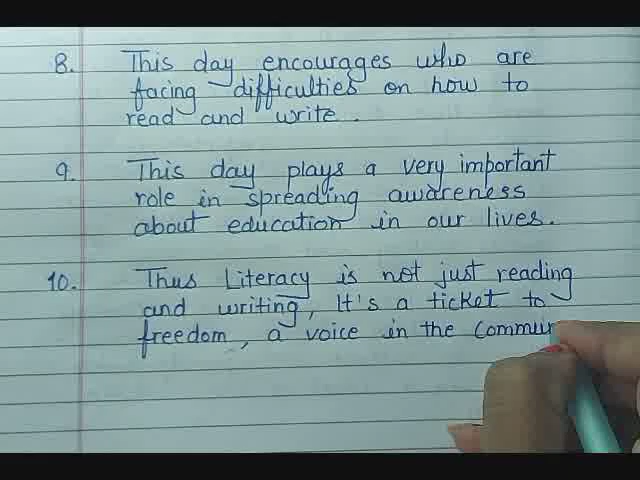 8. This day encourages who are
facing difficulties on how to
read and write.
9. This day plays a very important
role in spreading awareness
about education in our lives.
10. Thus Literacy is not just reading
and writing, It's a ticket to
freedom, a voice in the